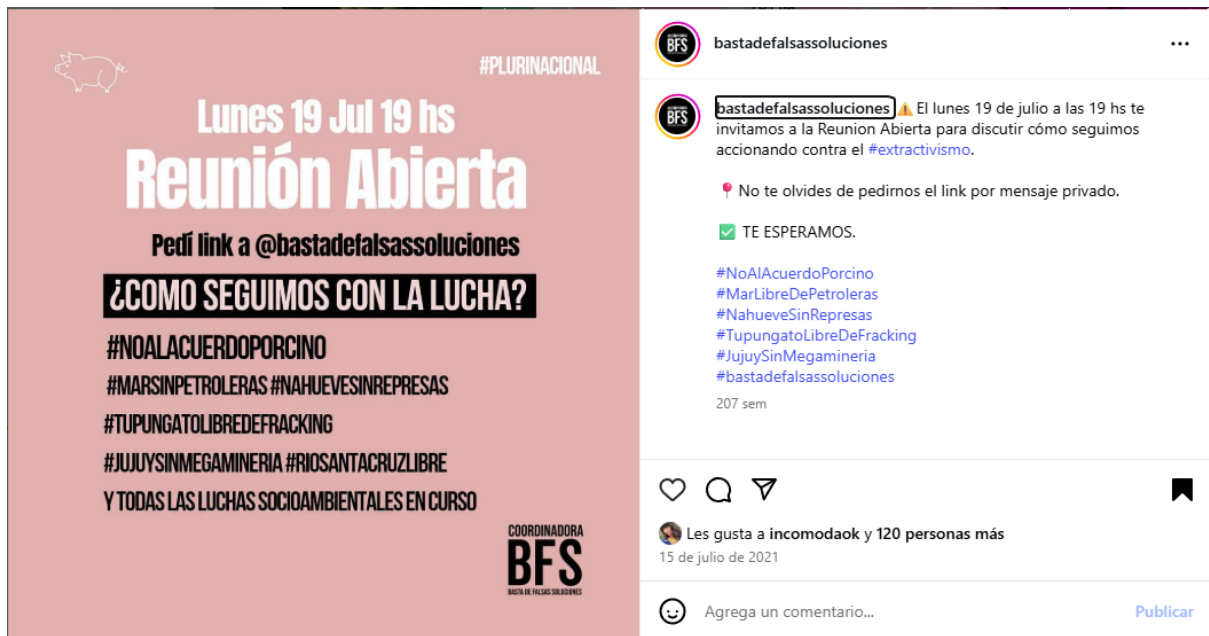 #PLURINACIONAL
Lunes 19 Jul 19 hs
Reunión Abierta
Pedí link a @bastadefalsassoluciones
¿COMO SEGUIMOS CON LA LUCHA?
#NOALACUERDOPORCINO
#MARSINPETROLERAS #NAHUEVESINREPRESAS
#TUPUNGATOLIBREDEFRACKING
#JUJUYSINMEGAMINERIA #RIOSANTACRUZLIBRE
Y TODAS LAS LUCHAS SOCIOAMBIENTALES EN CURSO
COORDINADORA
BFS
BASTA DE FALSAS SOLUCIONES
BFS
bastadefalsassoluciones
BFS
bastadefalsassoluciones ⚠️ El lunes 19 de julio a las 19 hs te
invitamos a la Reunion Abierta para discutir cómo seguimos
accionando contra el #extractivismo.
📍 No te olvides de pedirnos el link por mensaje privado.
✅ TE ESPERAMOS.
#NoAlAcuerdoPorcino
#MarLibreDePetroleras
#NahueveSinRepresas
#TupungatoLibreDeFracking
#JujuySinMegamineria
#bastadefalsassoluciones
207 sem
Les gusta a incomodaok y 120 personas más
15 de julio de 2021
Agrega un comentario...
Publicar